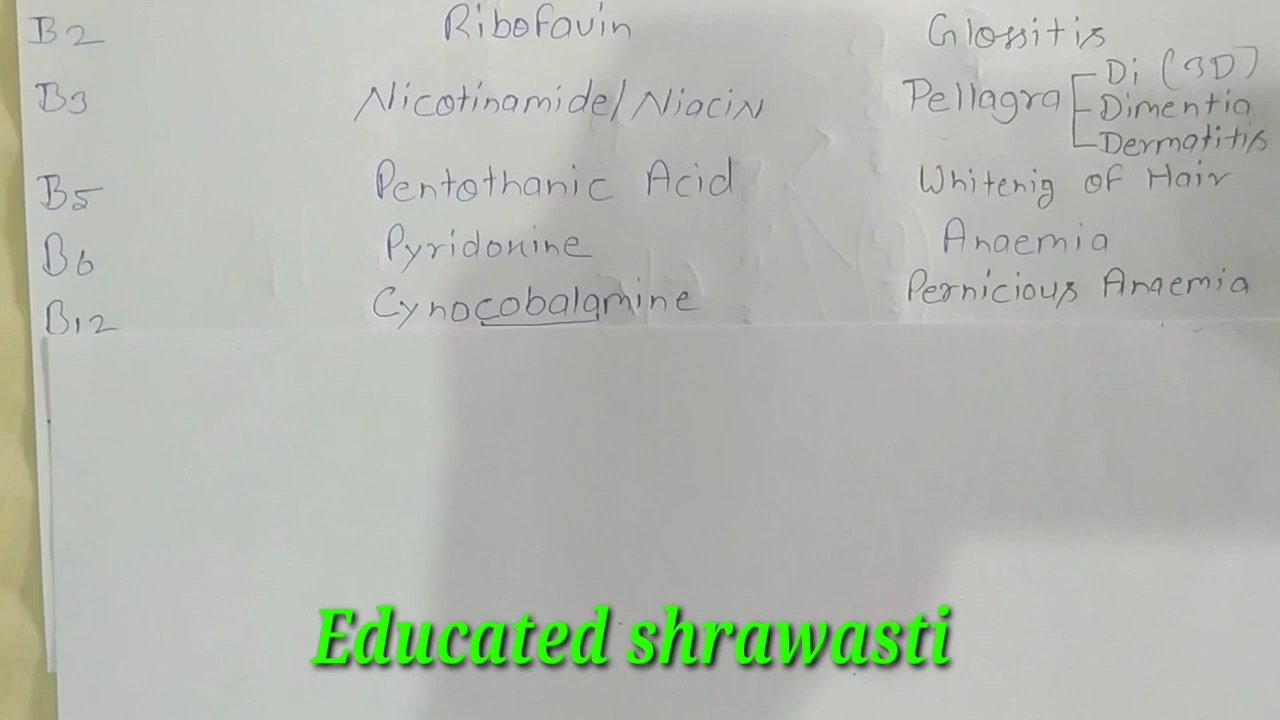 B2 Ribofavin Glossitis
B3 Nicotinamide/Niacin Pellagra Di (3D)
Dimentia
Dermatitis
B5 Pentothanic Acid Whitenig of Hair
B6 Pyridonine Anaemia
B12 Cynocobalamine Pernicious Anaemia
Educated shrawasti